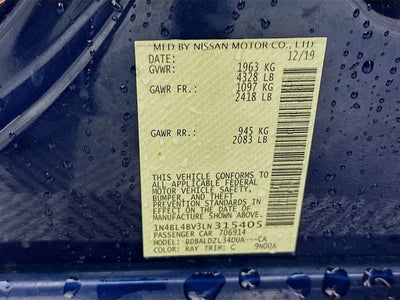 MFD BY NISSAN MOTOR CO., LTD.
DATE: 12/19
GVWR: 1963 KG
4328 LB
GAWR FR.: 1097 KG
2418 LB
GAWR RR.: 945 KG
2083 LB
THIS VEHICLE CONFORMS TO
ALL APPLICABLE FEDERAL
MOTOR VEHICLE SAFETY,
BUMPER, AND THEFT
PREVENTION STANDARDS IN
EFFECT ON THE DATE OF
MANUFACTURE SHOWN ABOVE.
1N4BL4BV3LN315405
PASSENGER CAR 706914
MODEL: BDBALDZL34DUA---CA
COLOR: RAY TRIM: C 9N00A